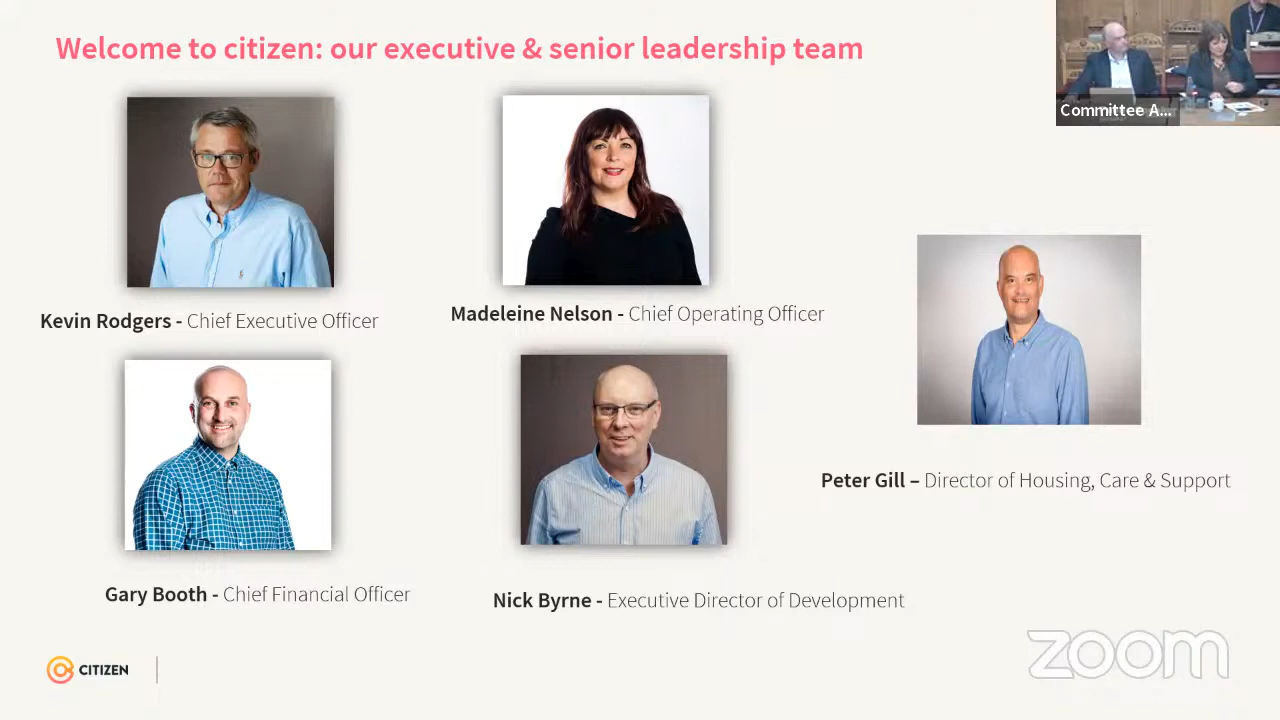 Welcome to citizen: our executive & senior leadership team
Committee A...
Kevin Rodgers - Chief Executive Officer
Madeleine Nelson - Chief Operating Officer
Peter Gill – Director of Housing, Care & Support
Gary Booth - Chief Financial Officer
Nick Byrne - Executive Director of Development
CITIZEN
zoom